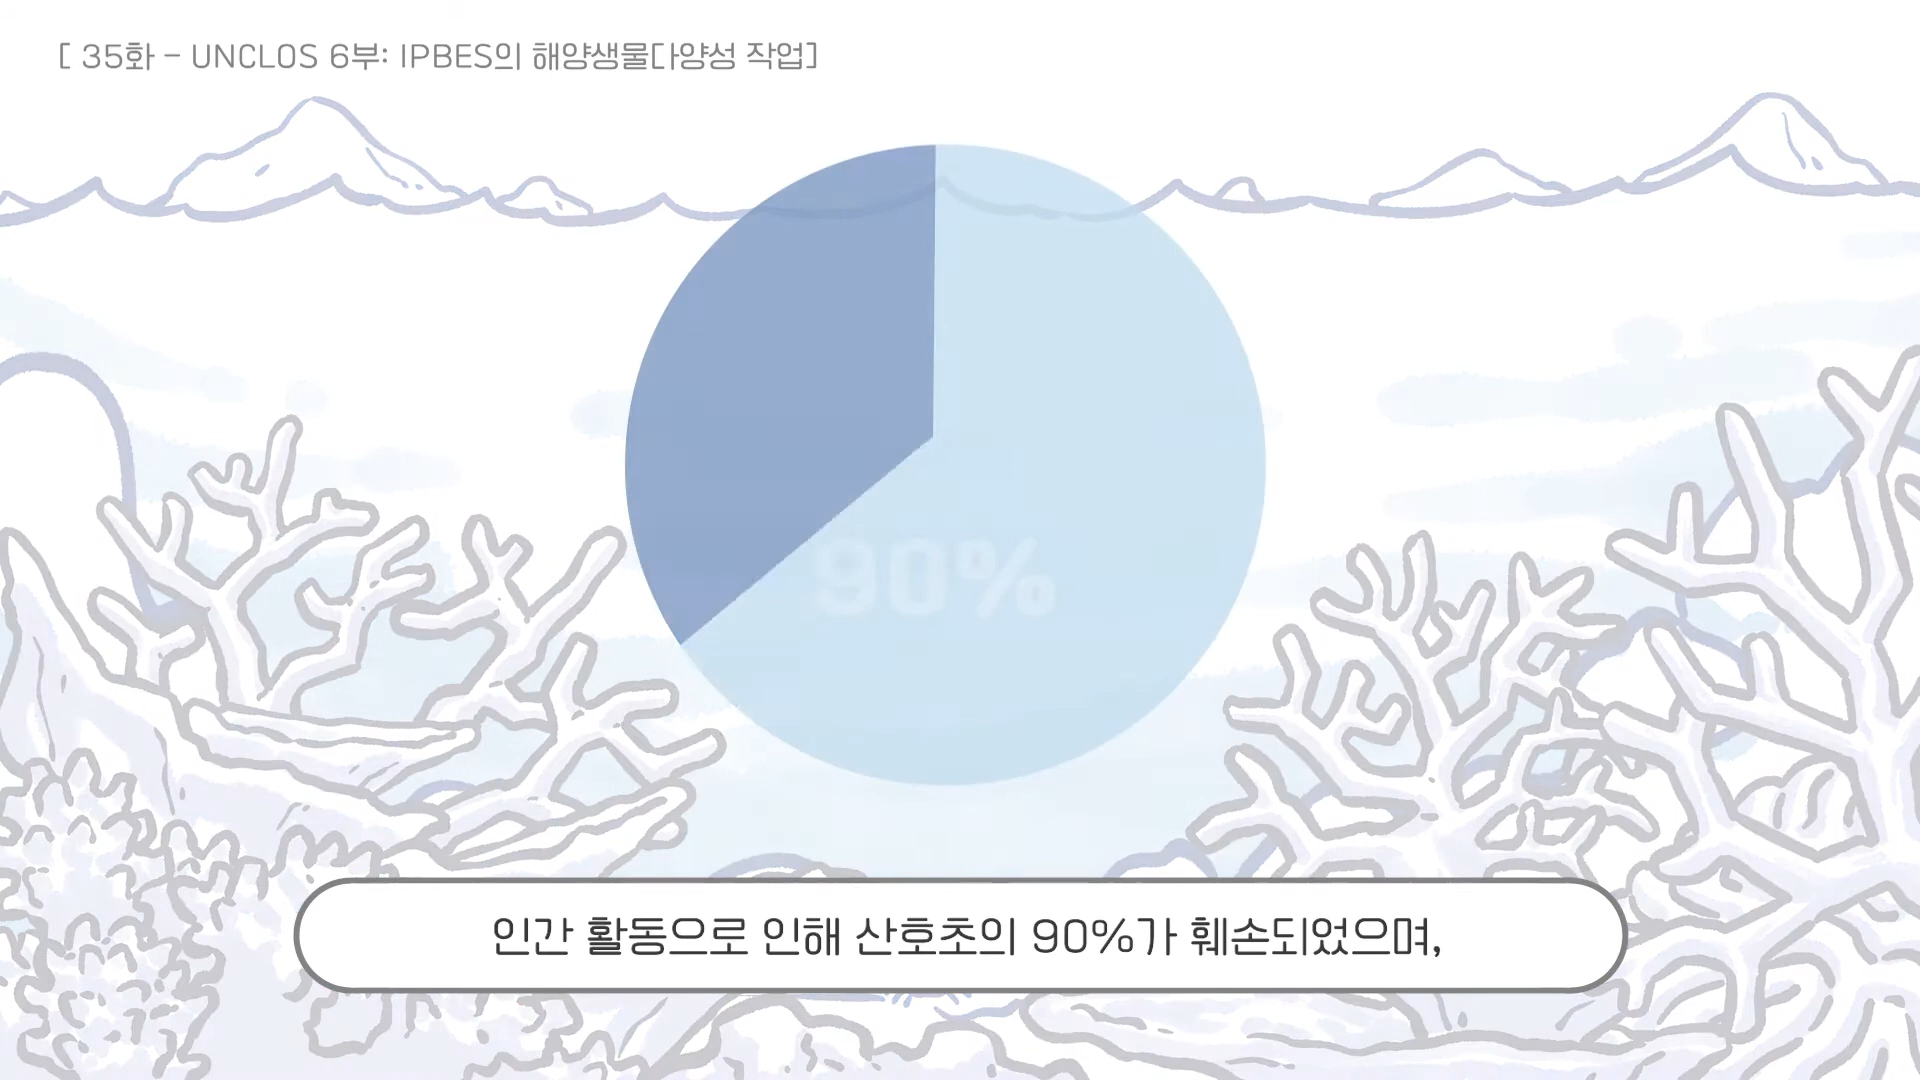 [ 35화 - UNCLOS 6부: IPBES의 해양생물다양성 작업]
90%
인간 활동으로 인해 산호초의 90%가 훼손되었으며,